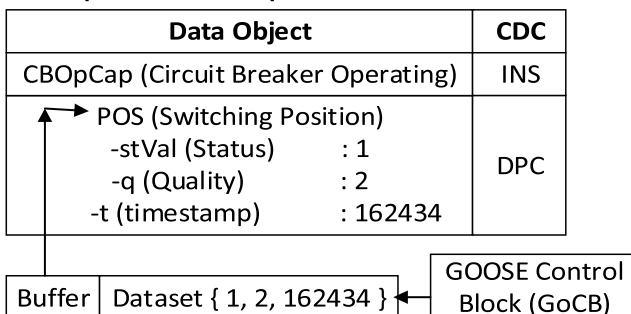 Data Object CDC
CBOpCap (Circuit Breaker Operating) INS
POS (Switching Position)
-stVal (Status) : 1
-q (Quality) : 2
-t (timestamp) : 162434
DPC
Buffer Dataset { 1, 2, 162434 }
GOOSE Control
Block (GoCB)